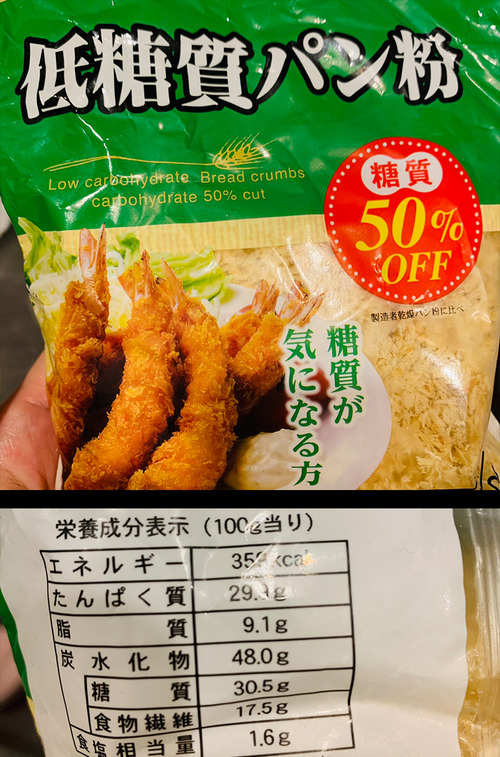 低糖質パン粉
Low carbohydrate Bread crumbs
carbohydrate 50% cut
糖質
50%
OFF
製造者乾燥パン粉に比べ
糖質が
気になる方
栄養成分表示(100g当り)
エネルギー
たんぱく質
脂質 9.1g
炭水化物 48.0g
糖質 30.5g
食物繊維 17.5g
食塩相当量 1.6g